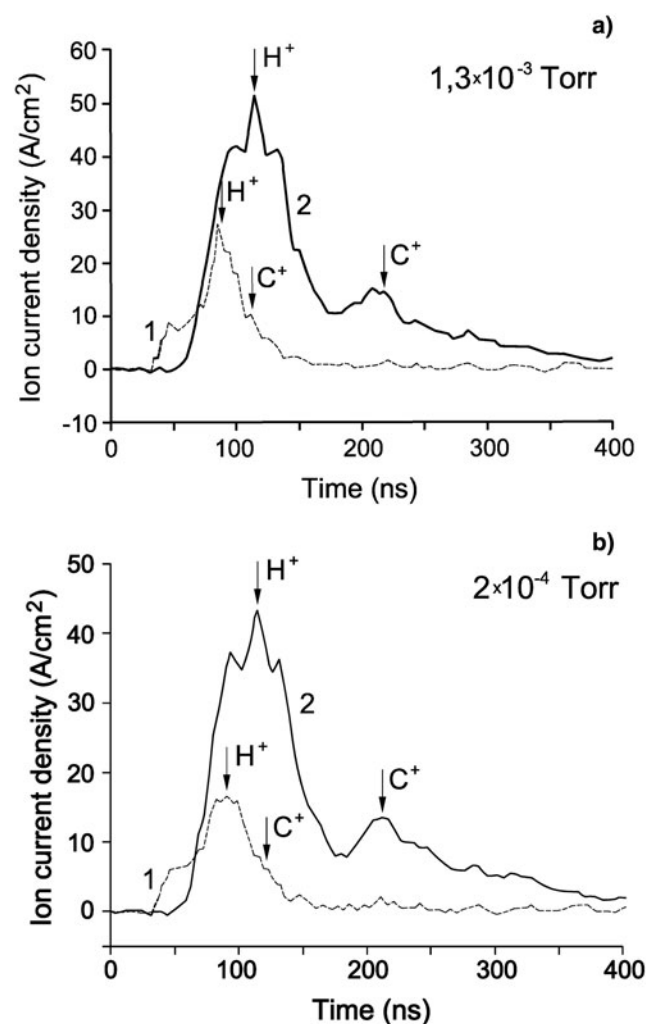 a)
1,3×10⁻³ Torr
Ion current density (A/cm²)
60
50
40
30
20
10
0
-10
H⁺
H⁺
2
C⁺
C⁺
1
0
100
200
300
400
Time (ns)
b)
2×10⁻⁴ Torr
Ion current density (A/cm²)
50
40
30
20
10
0
H⁺
2
H⁺
C⁺
C⁺
1
0
100
200
300
400
Time (ns)